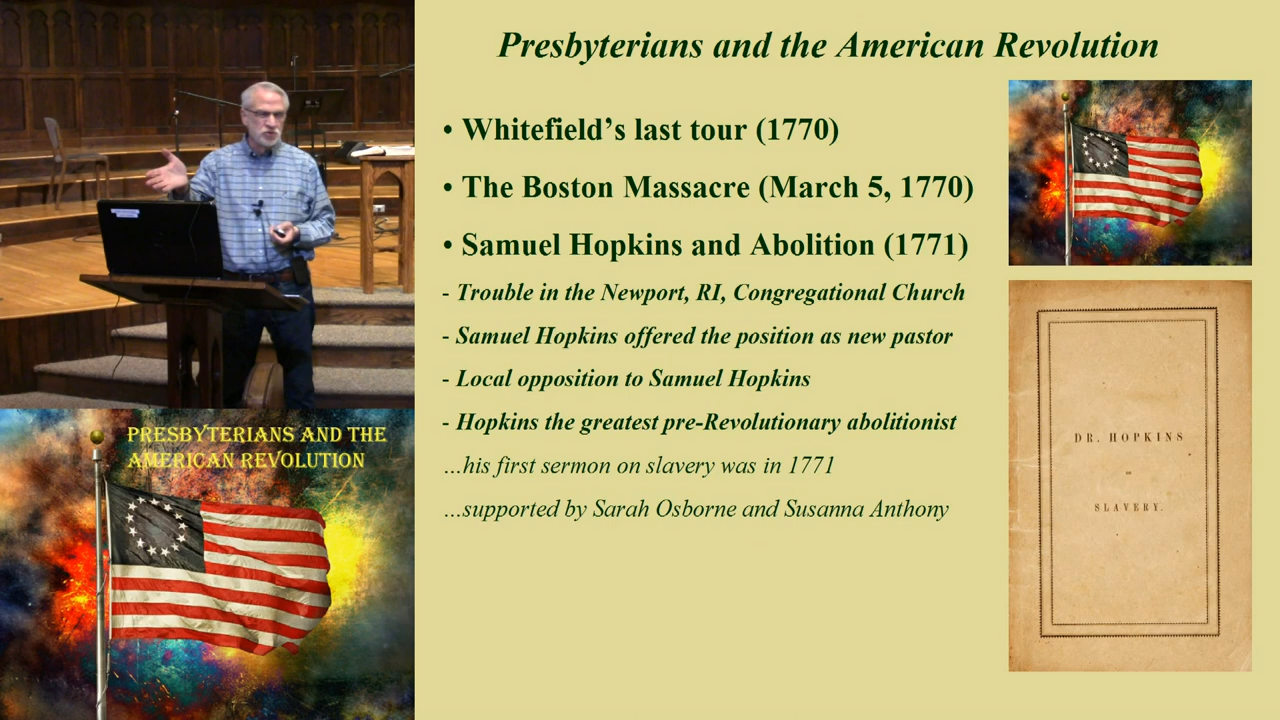 Presbyterians and the American Revolution
• Whitefield's last tour (1770)
• The Boston Massacre (March 5, 1770)
• Samuel Hopkins and Abolition (1771)
- Trouble in the Newport, RI, Congregational Church
- Samuel Hopkins offered the position as new pastor
- Local opposition to Samuel Hopkins
- Hopkins the greatest pre-Revolutionary abolitionist
...his first sermon on slavery was in 1771
...supported by Sarah Osborne and Susanna Anthony
PRESBYTERIANS AND THE
AMERICAN REVOLUTION
DR. HOPKINS
SLAVERY.